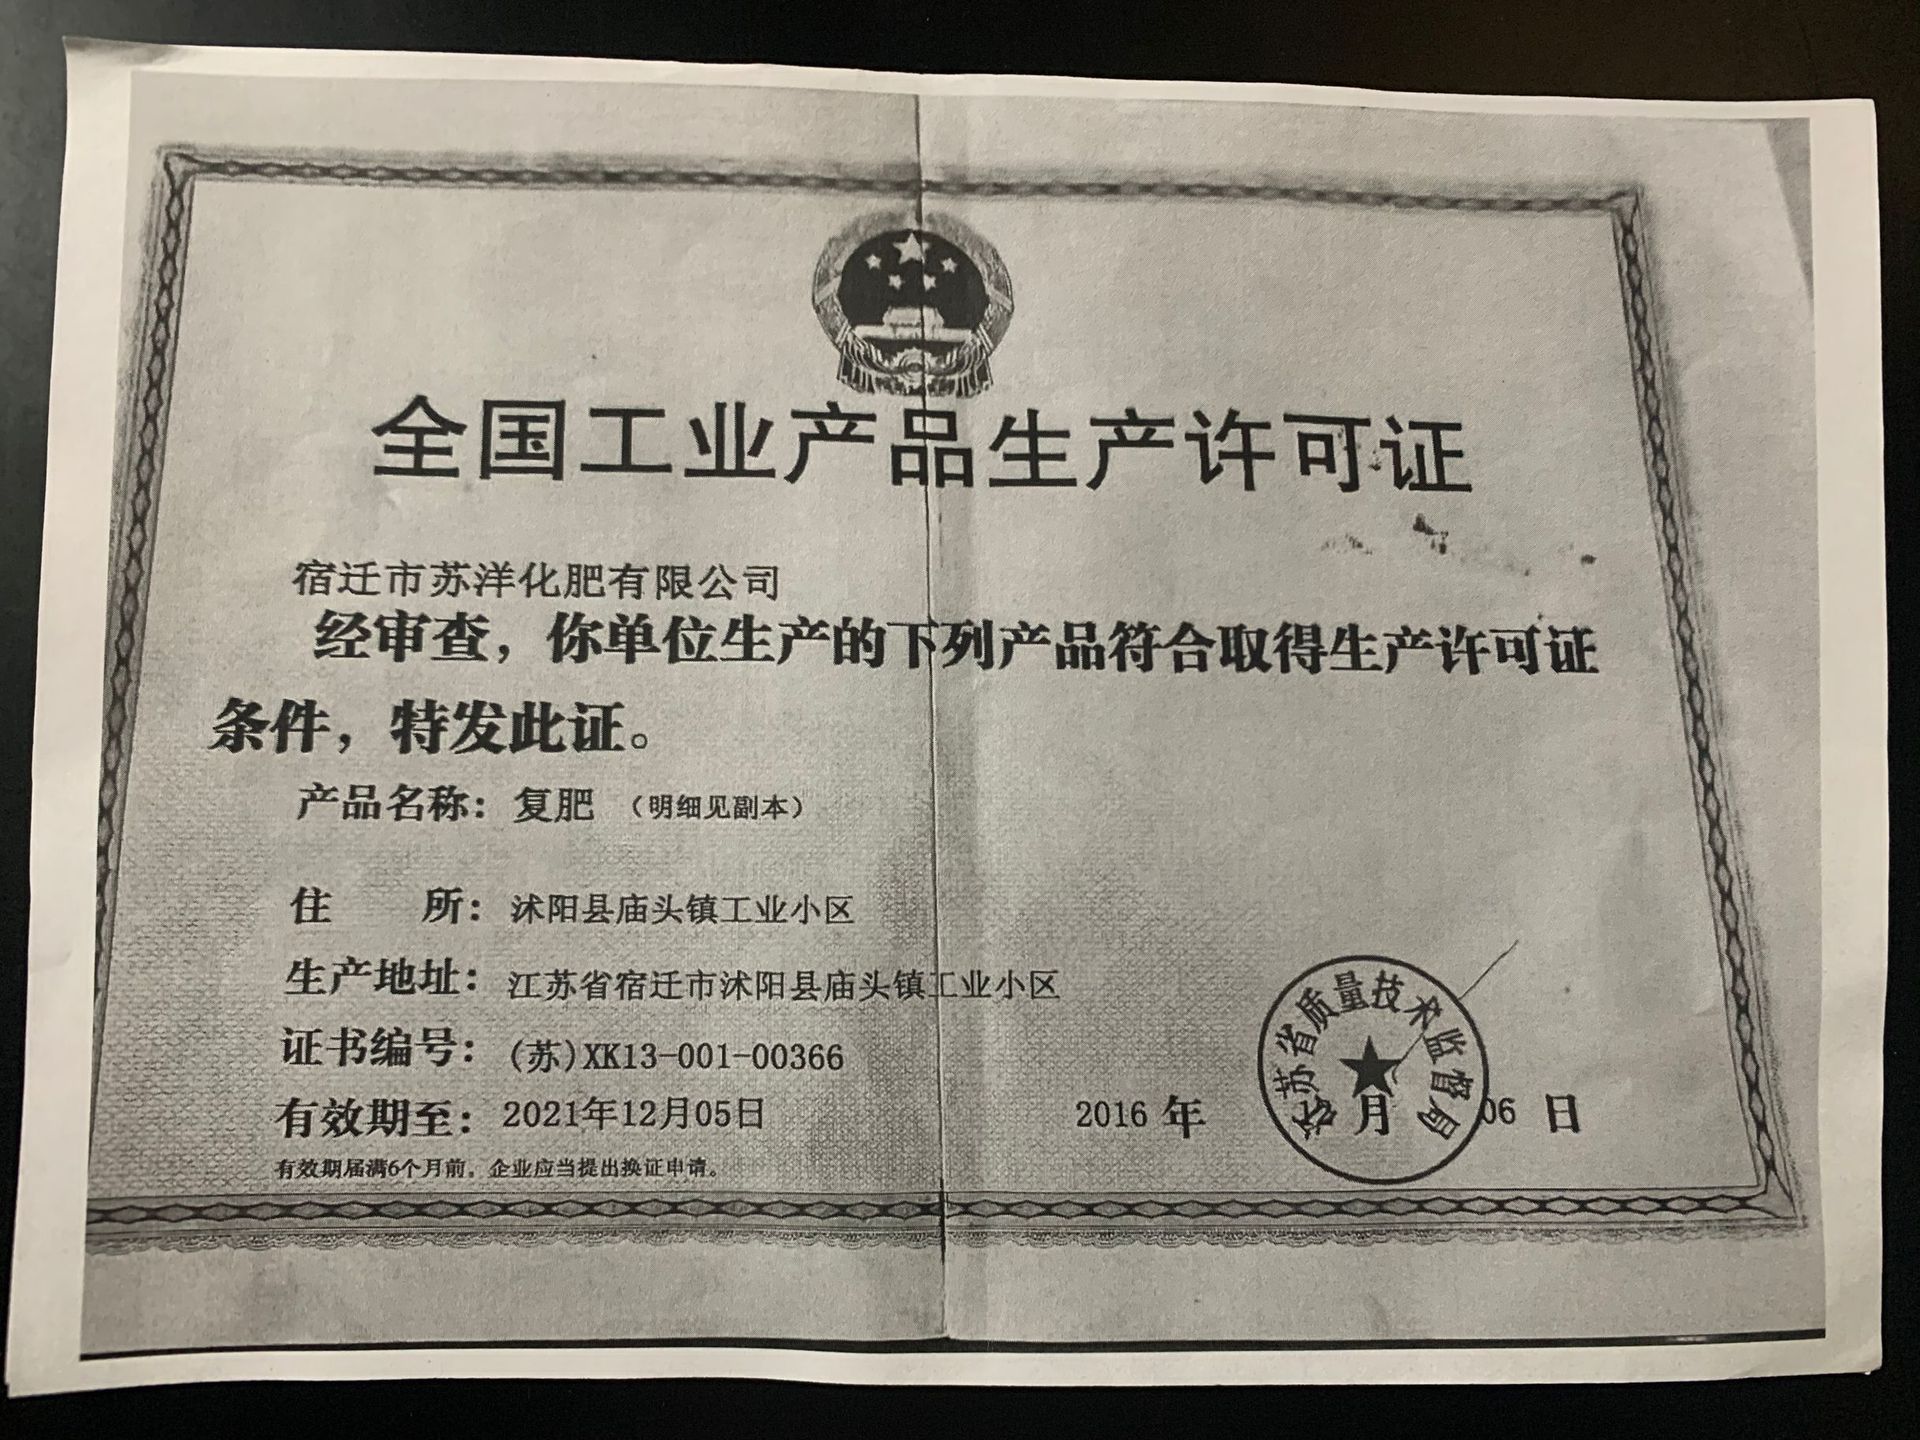 全国工业产品生产许可证
宿迁市苏洋化肥有限公司
经审查，你单位生产的下列产品符合取得生产许可证
条件，特发此证。
产品名称：复肥 （明细见副本）
住 所：沭阳县庙头镇工业小区
生产地址：江苏省宿迁市沭阳县庙头镇工业小区
证书编号：(苏)XK13-001-00366
有效期至：2021年12月05日
2016 年 月 06 日
江苏省质量技术监督局
有效期届满6个月前，企业应当提出换证申请。